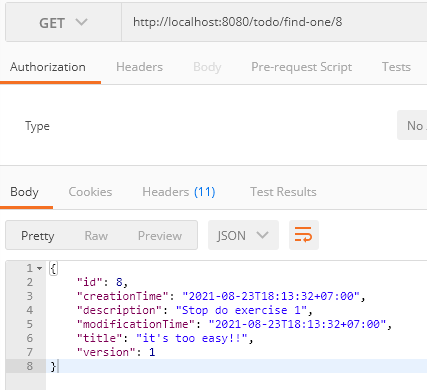 GET http://localhost:8080/todo/find-one/8
Authorization Headers Body Pre-request Script Tests
Type No
Body Cookies Headers (11) Test Results
Pretty Raw Preview JSON
1 {
2 "id": 8,
3 "creationTime": "2021-08-23T18:13:32+07:00",
4 "description": "Stop do exercise 1",
5 "modificationTime": "2021-08-23T18:13:32+07:00",
6 "title": "it's too easy!!",
7 "version": 1
8 }